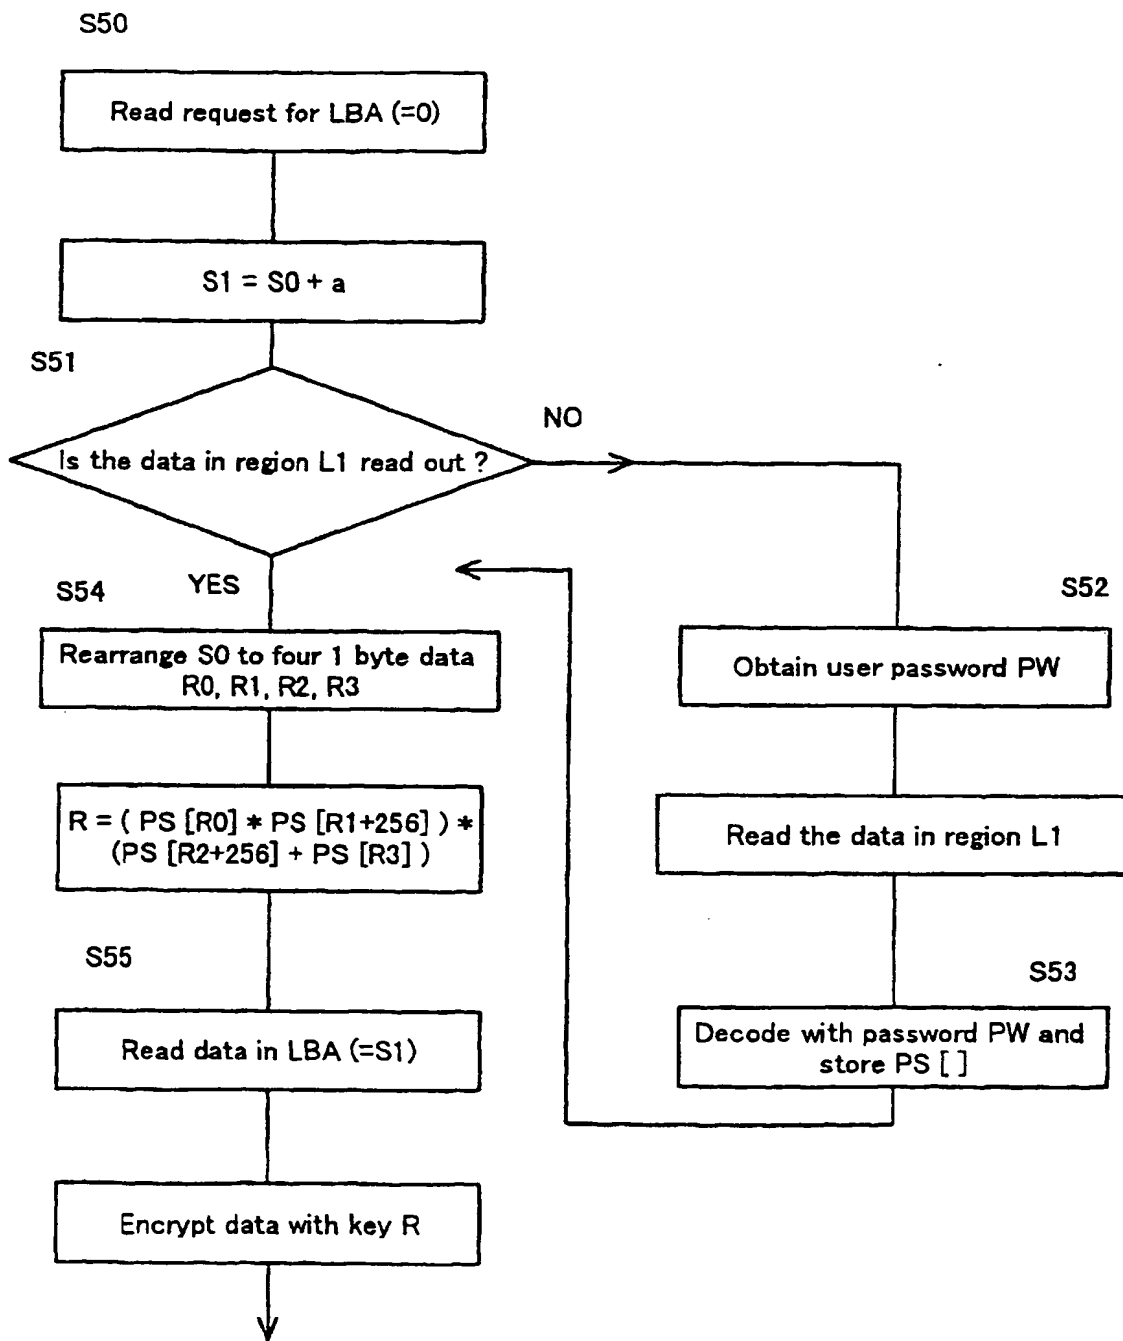 S50
Read request for LBA (=0)
S1 = S0 + a
S51
Is the data in region L1 read out ?
NO
YES
S54
Rearrange S0 to four 1 byte data
R0, R1, R2, R3
R = ( PS [R0] * PS [R1+256] ) *
(PS [R2+256] + PS [R3] )
S55
Read data in LBA (=S1)
Encrypt data with key R
S52
Obtain user password PW
Read the data in region L1
S53
Decode with password PW and
store PS [ ]